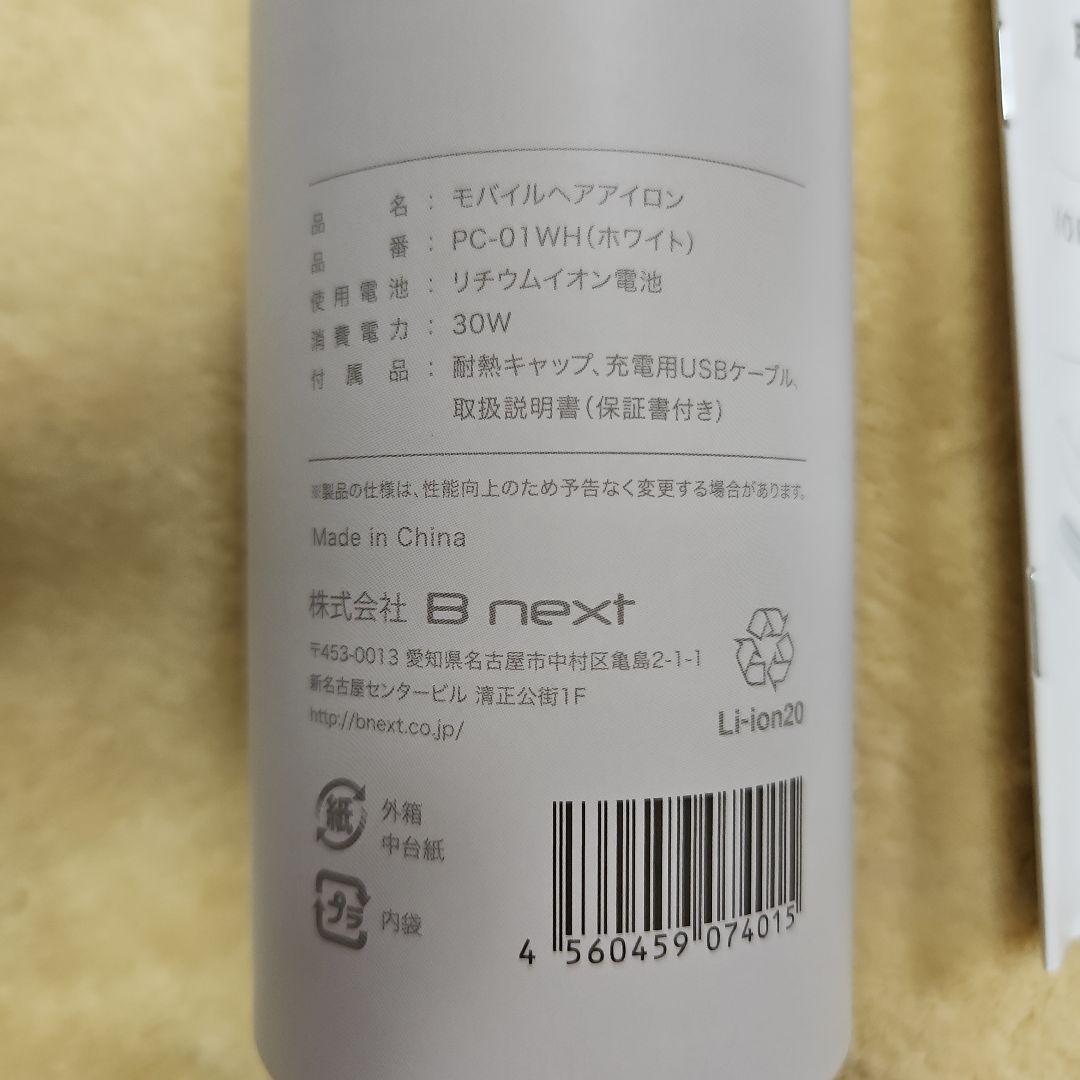 品名：モバイルヘアアイロン
品番：PC-01WH(ホワイト)
使用電池：リチウムイオン電池
消費電力：30W
付属品：耐熱キャップ、充電用USBケーブル、
取扱説明書(保証書付き)
※製品の仕様は、性能向上のため予告なく変更する場合があります。
Made in China
株式会社 B next
〒453-0013 愛知県名古屋市中村区亀島2-1-1
新名古屋センタービル 清正公街1F
http://bnext.co.jp/
Li-ion20
紙 外箱
中台紙
プラ 内袋
4 560459 074015